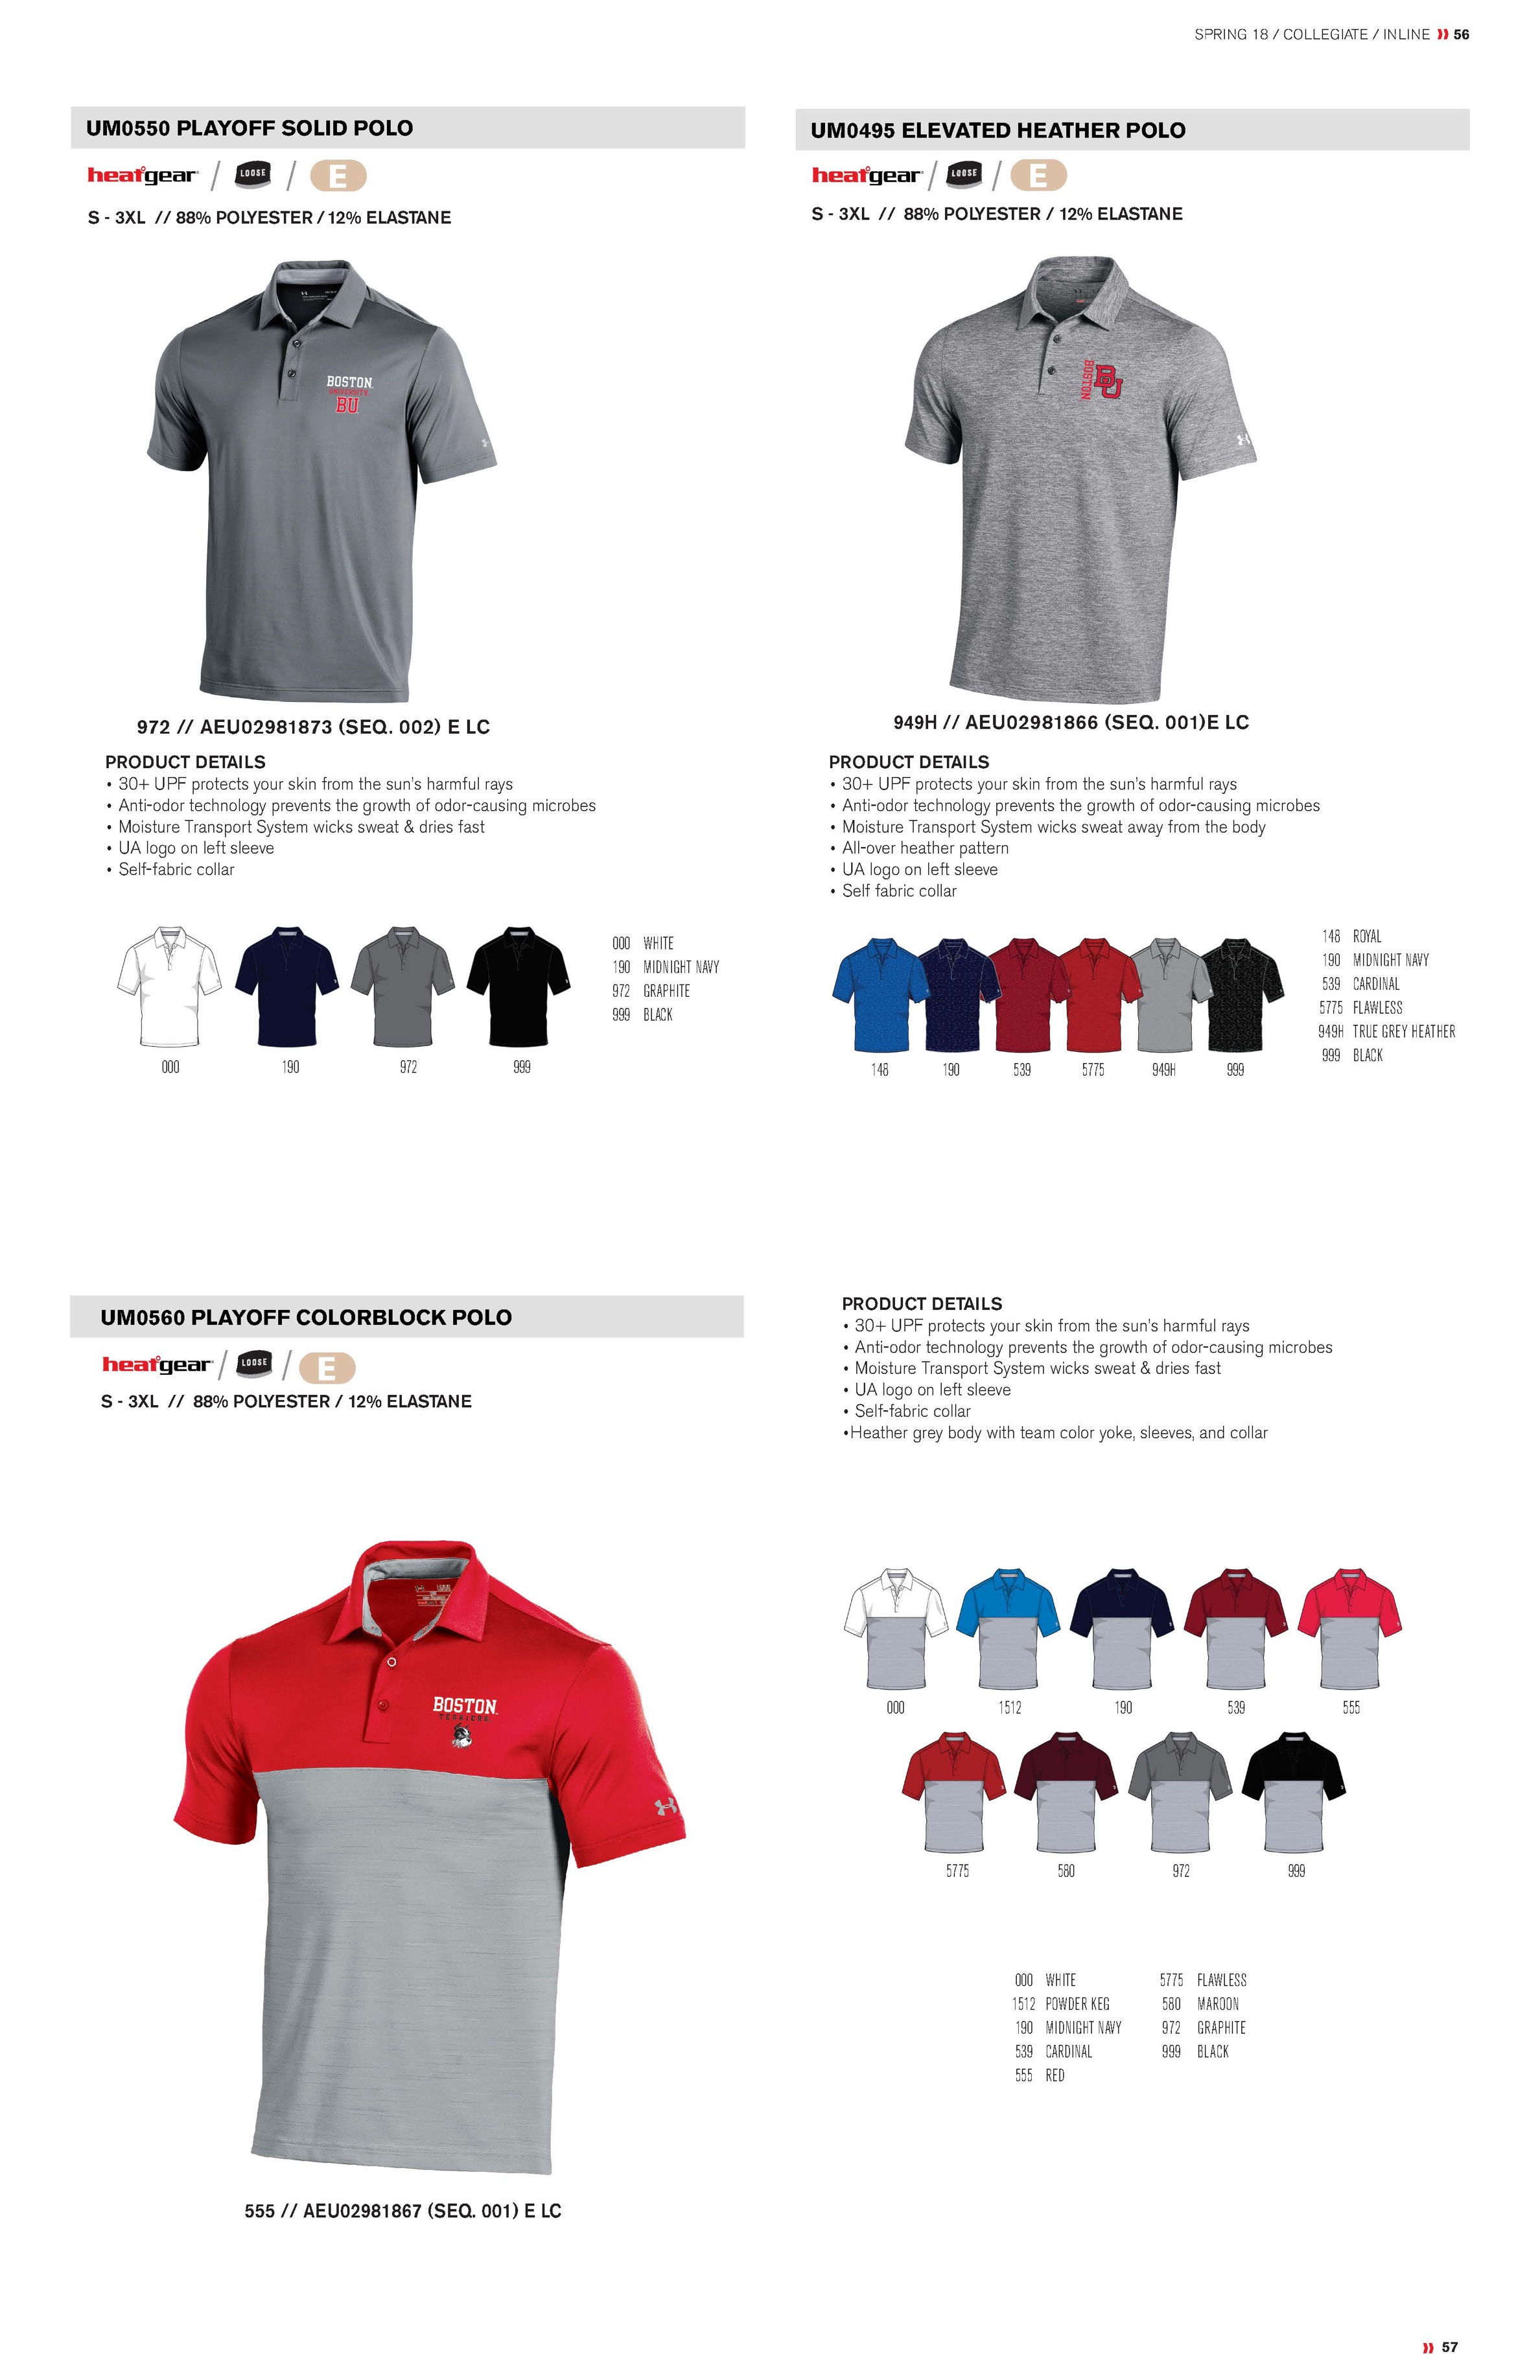 SPRING 18 / COLLEGIATE / INLINE 56
UM0550 PLAYOFF SOLID POLO
heatgear / LOOSE / E
S - 3XL // 88% POLYESTER / 12% ELASTANE
BOSTON
UNIVERSITY
BU
972 // AEU02981873 (SEQ. 002) E LC
PRODUCT DETAILS
• 30+ UPF protects your skin from the sun's harmful rays
• Anti-odor technology prevents the growth of odor-causing microbes
• Moisture Transport System wicks sweat & dries fast
• UA logo on left sleeve
• Self-fabric collar
000 WHITE
190 MIDNIGHT NAVY
972 GRAPHITE
999 BLACK
000 190 972 999
UM0495 ELEVATED HEATHER POLO
heatgear / LOOSE / E
S - 3XL // 88% POLYESTER / 12% ELASTANE
BOSTON
BU
949H // AEU02981866 (SEQ. 001)E LC
PRODUCT DETAILS
• 30+ UPF protects your skin from the sun's harmful rays
• Anti-odor technology prevents the growth of odor-causing microbes
• Moisture Transport System wicks sweat away from the body
• All-over heather pattern
• UA logo on left sleeve
• Self fabric collar
148 ROYAL
190 MIDNIGHT NAVY
539 CARDINAL
5775 FLAWLESS
949H TRUE GREY HEATHER
999 BLACK
148 190 539 5775 949H 999
UM0560 PLAYOFF COLORBLOCK POLO
heatgear / LOOSE / E
S - 3XL // 88% POLYESTER / 12% ELASTANE
BOSTON
TERRIERS
555 // AEU02981867 (SEQ. 001) E LC
PRODUCT DETAILS
• 30+ UPF protects your skin from the sun's harmful rays
• Anti-odor technology prevents the growth of odor-causing microbes
• Moisture Transport System wicks sweat & dries fast
• UA logo on left sleeve
• Self-fabric collar
•Heather grey body with team color yoke, sleeves, and collar
000 1512 190 539 555
5775 580 972 999
000 WHITE
1512 POWDER KEG
190 MIDNIGHT NAVY
539 CARDINAL
555 RED
5775 FLAWLESS
580 MAROON
972 GRAPHITE
999 BLACK
57